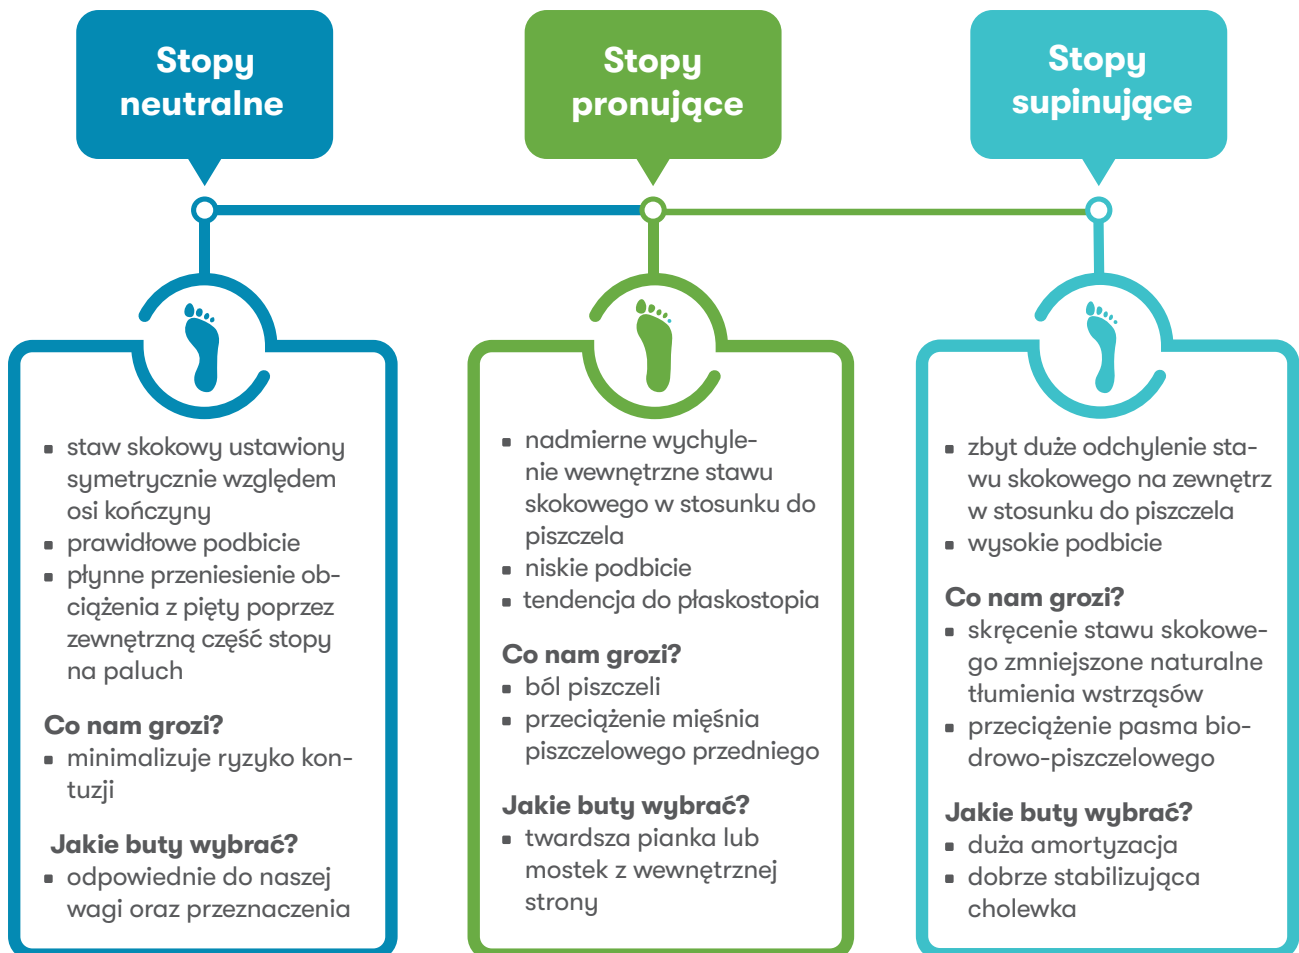 Stopy
neutralne
Stopy
pronujące
Stopy
supinujące
▪ staw skokowy ustawiony
symetrycznie względem
osi kończyny
▪ prawidłowe podbicie
▪ płynne przeniesienie ob-
ciążenia z pięty poprzez
zewnętrzną część stopy
na paluch
Co nam grozi?
▪ minimalizuje ryzyko kon-
tuzji
Jakie buty wybrać?
▪ odpowiednie do naszej
wagi oraz przeznaczenia
▪ nadmierne wychyle-
nie wewnętrzne stawu
skokowego w stosunku do
piszczela
▪ niskie podbicie
▪ tendencja do płaskostopia
Co nam grozi?
▪ ból piszczeli
▪ przeciążenie mięśnia
piszczelowego przedniego
Jakie buty wybrać?
▪ twardsza pianka lub
mostek z wewnętrznej
strony
▪ zbyt duże odchylenie sta-
wu skokowego na zewnętrz
w stosunku do piszczela
▪ wysokie podbicie
Co nam grozi?
▪ skręcenie stawu skokowe-
go zmniejszone naturalne
tłumienia wstrząsów
▪ przeciążenie pasma bio-
drowo-piszczelowego
Jakie buty wybrać?
▪ duża amortyzacja
▪ dobrze stabilizująca
cholewka